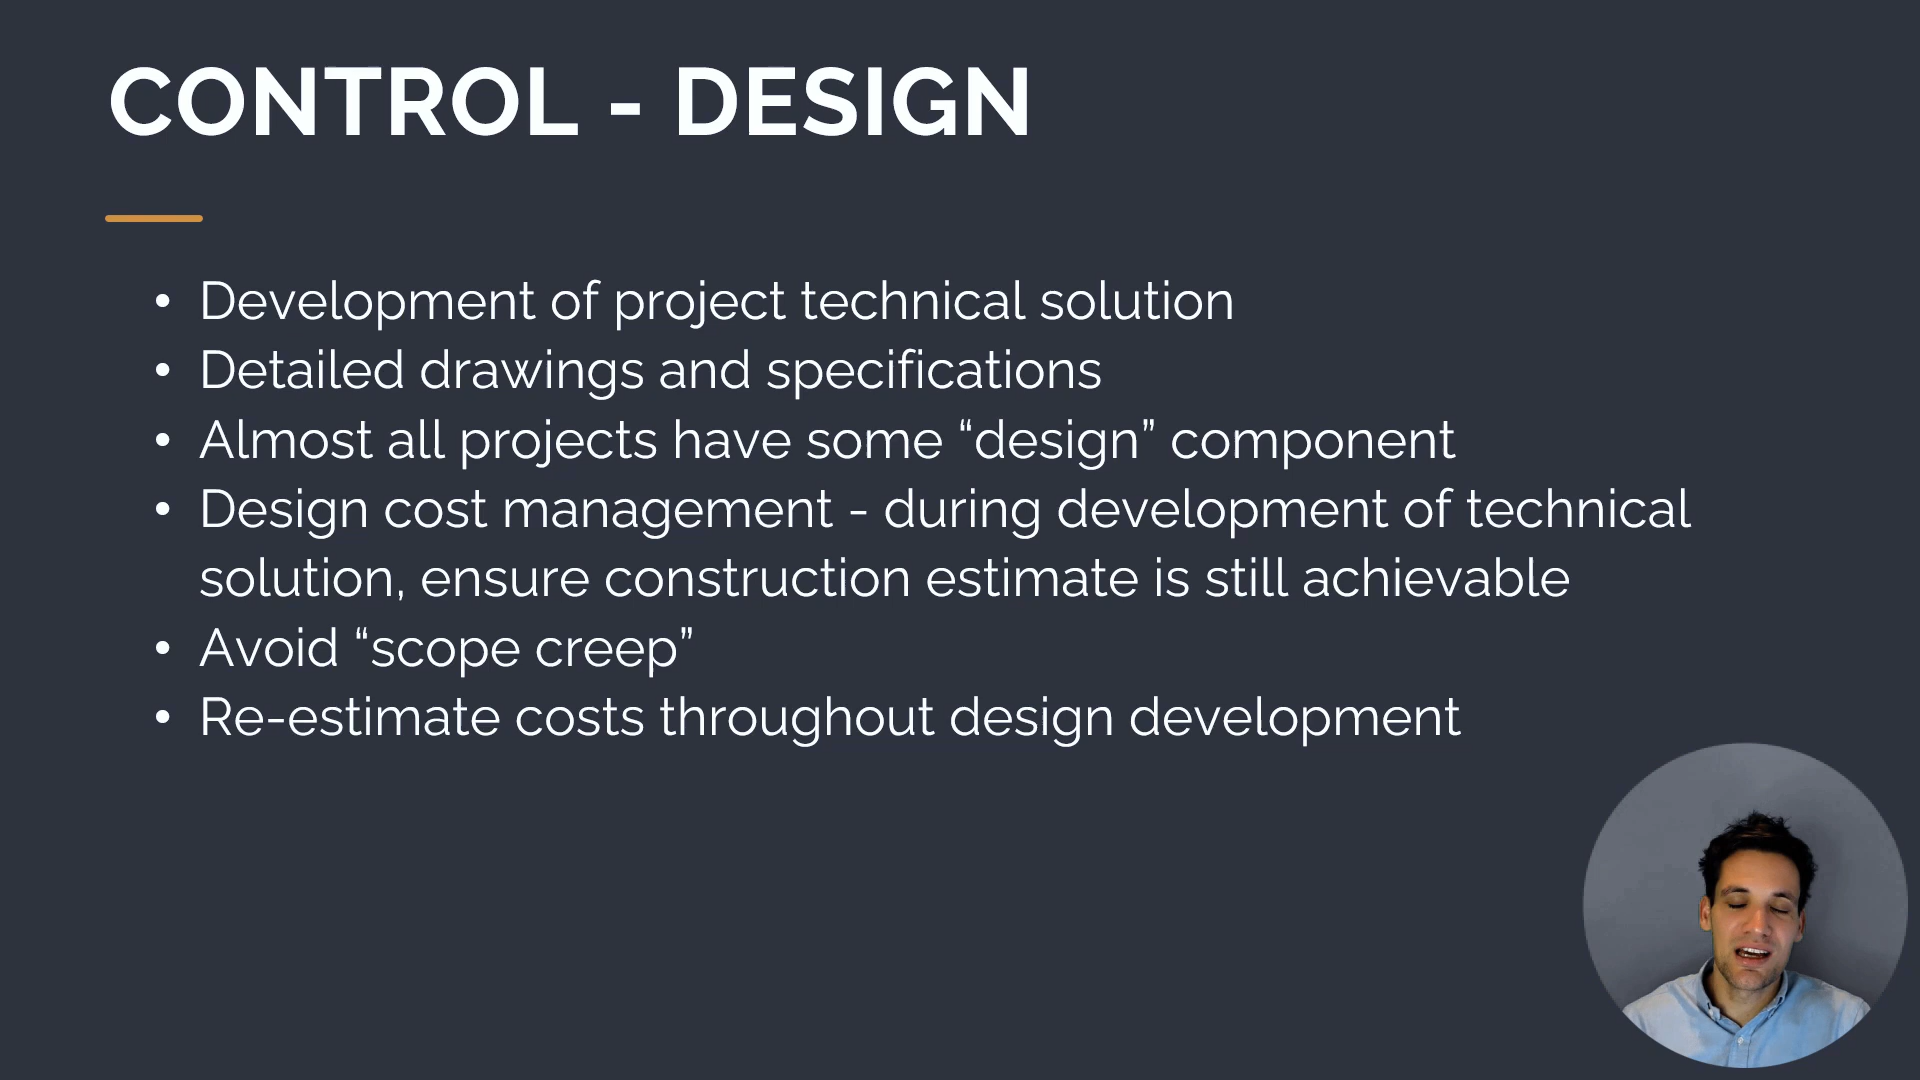 CONTROL - DESIGN
• Development of project technical solution
• Detailed drawings and specifications
• Almost all projects have some “design” component
• Design cost management - during development of technical
solution, ensure construction estimate is still achievable
• Avoid “scope creep”
• Re-estimate costs throughout design development